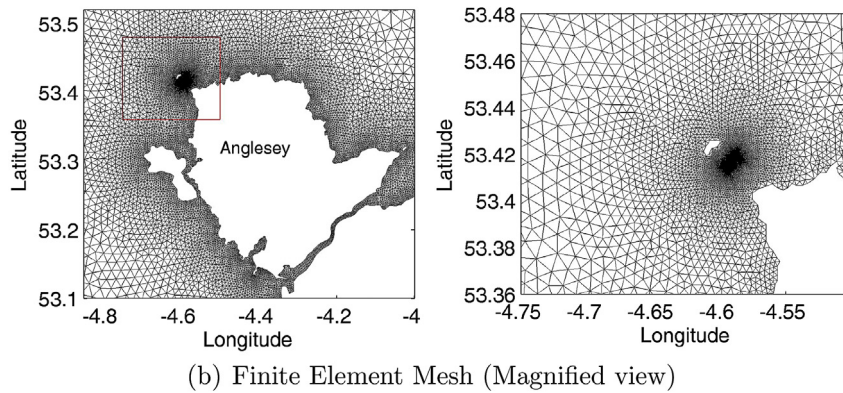 53.5
53.4
53.3
53.2
53.1
Latitude
Anglesey
-4.8 -4.6 -4.4 -4.2 -4
Longitude
53.48
53.46
53.44
53.42
53.4
53.38
53.36
Latitude
-4.75 -4.7 -4.65 -4.6 -4.55
Longitude
(b) Finite Element Mesh (Magnified view)